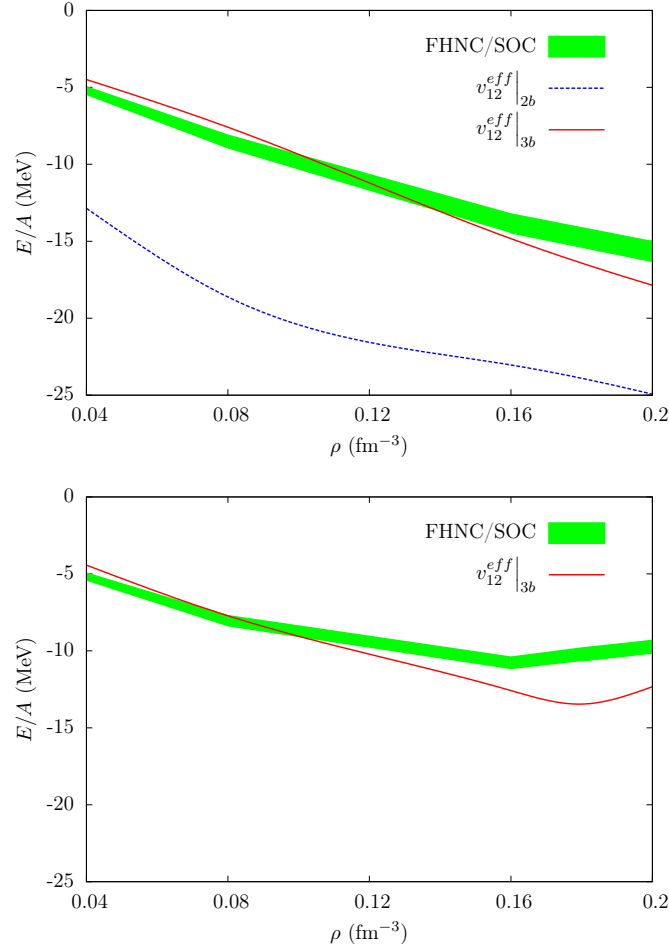 0
-5
-10
-15
-20
-25
E/A (MeV)
FHNC/SOC
v_{12}^{eff}|_{2b}
v_{12}^{eff}|_{3b}
0.04 0.08 0.12 0.16 0.2
ρ (fm⁻³)
0
-5
-10
-15
-20
-25
E/A (MeV)
FHNC/SOC
v_{12}^{eff}|_{3b}
0.04 0.08 0.12 0.16 0.2
ρ (fm⁻³)